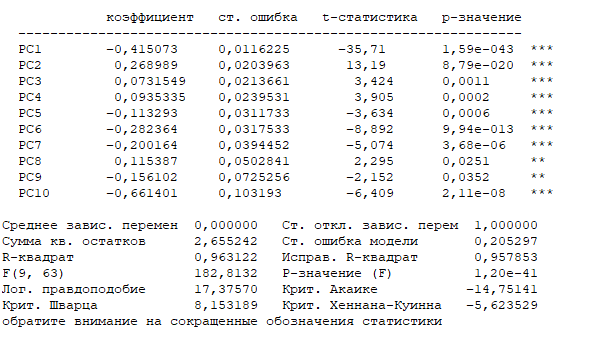 коэффициент ст. ошибка t-статистика p-значение
---------------------------------------------------------------
PC1 −0,415073 0,0116225 −35,71 1,59e-043 ***
PC2 0,268989 0,0203963 13,19 8,79e-020 ***
PC3 0,0731549 0,0213661 3,424 0,0011 ***
PC4 0,0935335 0,0239531 3,905 0,0002 ***
PC5 −0,113293 0,0311733 −3,634 0,0006 ***
PC6 −0,282364 0,0317533 −8,892 9,94e-013 ***
PC7 −0,200164 0,0394452 −5,074 3,68e-06 ***
PC8 0,115387 0,0502841 2,295 0,0251 **
PC9 −0,156102 0,0725256 −2,152 0,0352 **
PC10 −0,661401 0,103193 −6,409 2,11e-08 ***
Среднее завис. перемен 0,000000 Ст. откл. завис. перем 1,000000
Сумма кв. остатков 2,655242 Ст. ошибка модели 0,205297
R-квадрат 0,963122 Исправ. R-квадрат 0,957853
F(9, 63) 182,8132 Р-значение (F) 1,20e-41
Лог. правдоподобие 17,37570 Крит. Акаике −14,75141
Крит. Шварца 8,153189 Крит. Хеннана-Куинна −5,623529
обратите внимание на сокращенные обозначения статистики